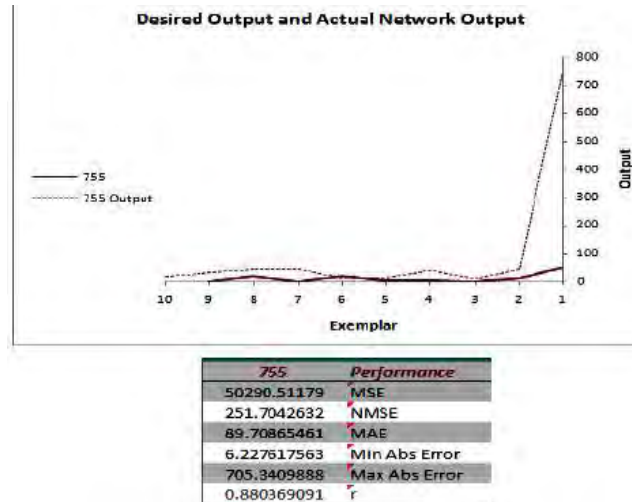 Desired Output and Actual Network Output
800
700
600
500
400
300
200
100
0
Output
755
755 Output
10 9 8 7 6 5 4 3 2 1
Exemplar
755 Performance
50290.51179 MSE
251.7042632 NMSE
89.70865461 MAE
6.227617563 Min Abs Error
705.3409888 Max Abs Error
0.880369091 r